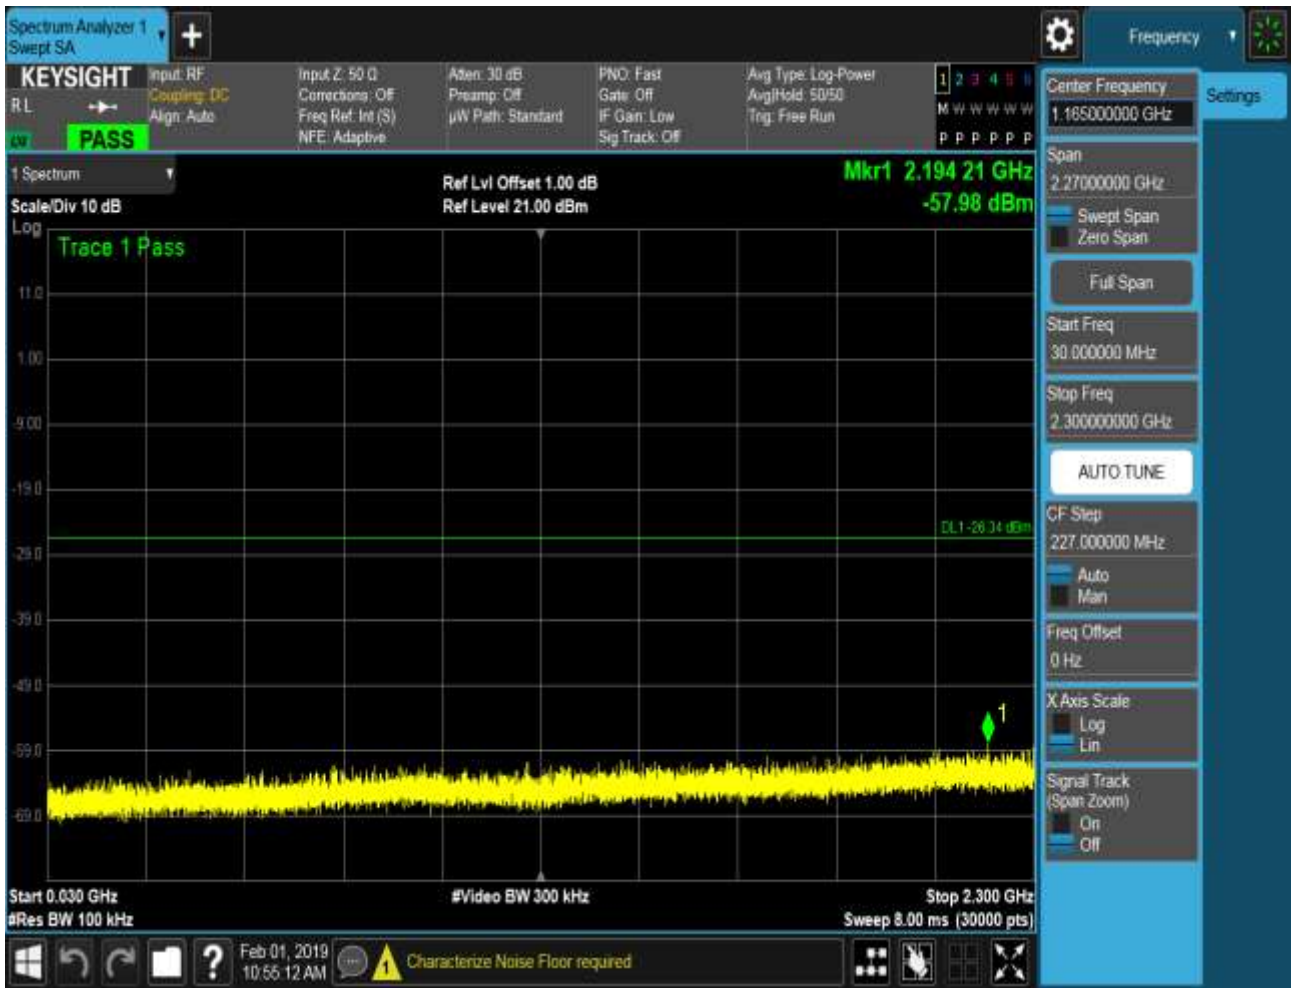 Spectrum Analyzer 1
Swept SA
Frequency
KEYSIGHT
R L
PASS
Input: RF
Coupling: DC
Align: Auto
Input Z: 50 Ω
Corrections: Off
Freq Ref: Int (S)
NFE: Adaptive
Atten: 30 dB
Preamp: Off
µW Path: Standard
PNO: Fast
Gate: Off
IF Gain: Low
Sig Track: Off
Avg Type: Log-Power
Avg|Hold: 50/50
Trig: Free Run
1 2 3 4 5 6
M W W W W W
P P P P P P
1 Spectrum
Scale/Div 10 dB
Ref Lvl Offset 1.00 dB
Ref Level 21.00 dBm
Mkr1 2.194 21 GHz
-57.98 dBm
Log
Trace 1 Pass
11.0
1.00
-9.00
-19.0
DL1 -26.34 dBm
-29.0
-39.0
-49.0
1
-59.0
-69.0
Start 0.030 GHz
#Res BW 100 kHz
#Video BW 300 kHz
Stop 2.300 GHz
Sweep 8.00 ms (30000 pts)
Feb 01, 2019
10:55:12 AM
Characterize Noise Floor required
Center Frequency
1.165000000 GHz
Settings
Span
2.27000000 GHz
Swept Span
Zero Span
Full Span
Start Freq
30.000000 MHz
Stop Freq
2.300000000 GHz
AUTO TUNE
CF Step
227.000000 MHz
Auto
Man
Freq Offset
0 Hz
X Axis Scale
Log
Lin
Signal Track
(Span Zoom)
On
Off